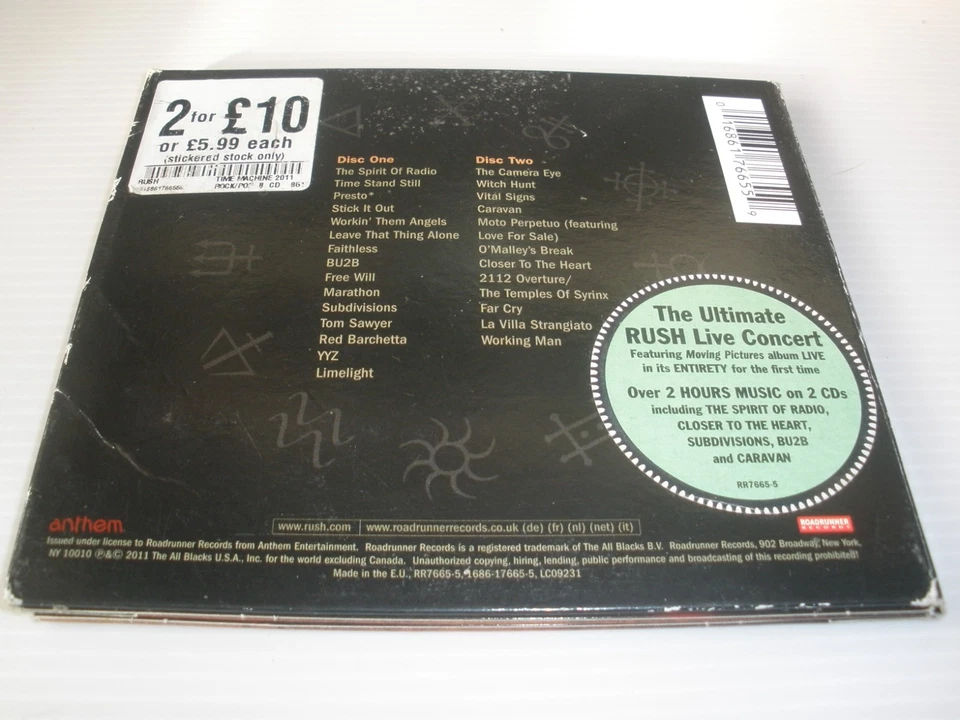 2 for £10
or £5.99 each
(stickered stock only)
RUSH TIME MACHINE 2011
ROCK/POP 8 CD
Disc One
The Spirit Of Radio
Time Stand Still
Presto*
Stick It Out
Workin' Them Angels
Leave That Thing Alone
Faithless
BU2B
Free Will
Marathon
Subdivisions
Tom Sawyer
Red Barchetta
YYZ
Limelight
Disc Two
The Camera Eye
Witch Hunt
Vital Signs
Caravan
Moto Perpetuo (featuring
Love For Sale)
O'Malley's Break
Closer To The Heart
2112 Overture/
The Temples Of Syrinx
Far Cry
La Villa Strangiato
Working Man
0 16861 76655 9
The Ultimate
RUSH Live Concert
Featuring Moving Pictures album LIVE
in its ENTIRETY for the first time
Over 2 HOURS MUSIC on 2 CDs
including THE SPIRIT OF RADIO,
CLOSER TO THE HEART,
SUBDIVISIONS, BU2B
and CARAVAN
RR7665-5
anthem
www.rush.com www.roadrunnerrecords.co.uk (de) (fr) (nl) (net) (it)
ROADRUNNER
RECORDS
Issued under license to Roadrunner Records from Anthem Entertainment. Roadrunner Records is a registered trademark of The All Blacks B.V. Roadrunner Records, 902 Broadway, New York,
NY 10010 ℗&© 2011 The All Blacks U.S.A., Inc. for the world excluding Canada. Unauthorized copying, hiring, lending, public performance and broadcasting of this recording prohibited!
Made in the E.U., RR7665-5, 1686-17665-5, LC09231